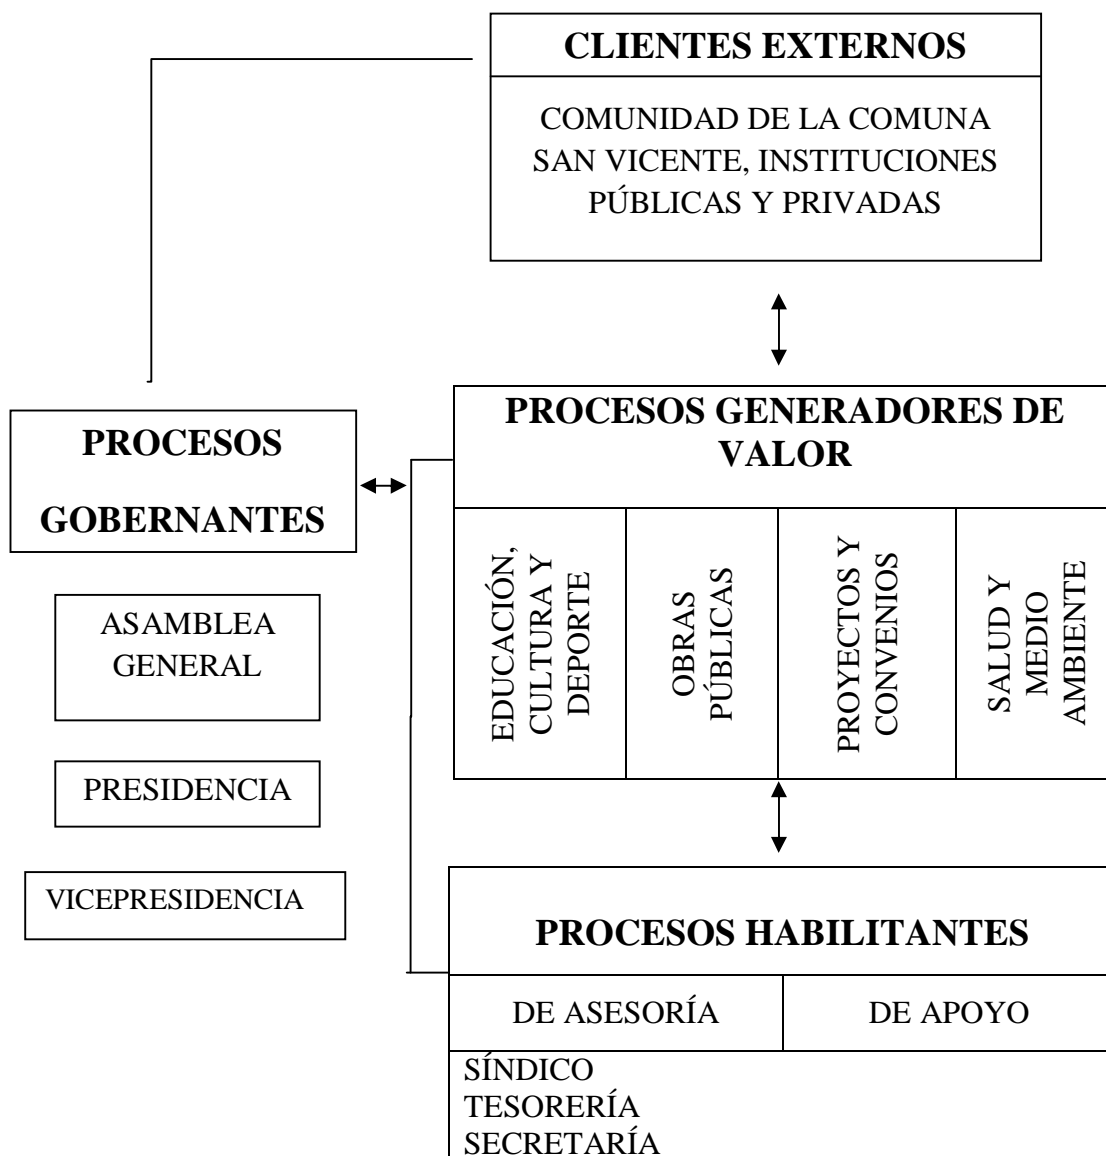 CLIENTES EXTERNOS
COMUNIDAD DE LA COMUNA
SAN VICENTE, INSTITUCIONES
PÚBLICAS Y PRIVADAS
PROCESOS
GOBERNANTES
ASAMBLEA
GENERAL
PRESIDENCIA
VICEPRESIDENCIA
PROCESOS GENERADORES DE
VALOR
EDUCACIÓN,
CULTURA Y
DEPORTE
OBRAS
PÚBLICAS
PROYECTOS Y
CONVENIOS
SALUD Y
MEDIO
AMBIENTE
PROCESOS HABILITANTES
DE ASESORÍA
DE APOYO
SÍNDICO
TESORERÍA
SECRETARÍA